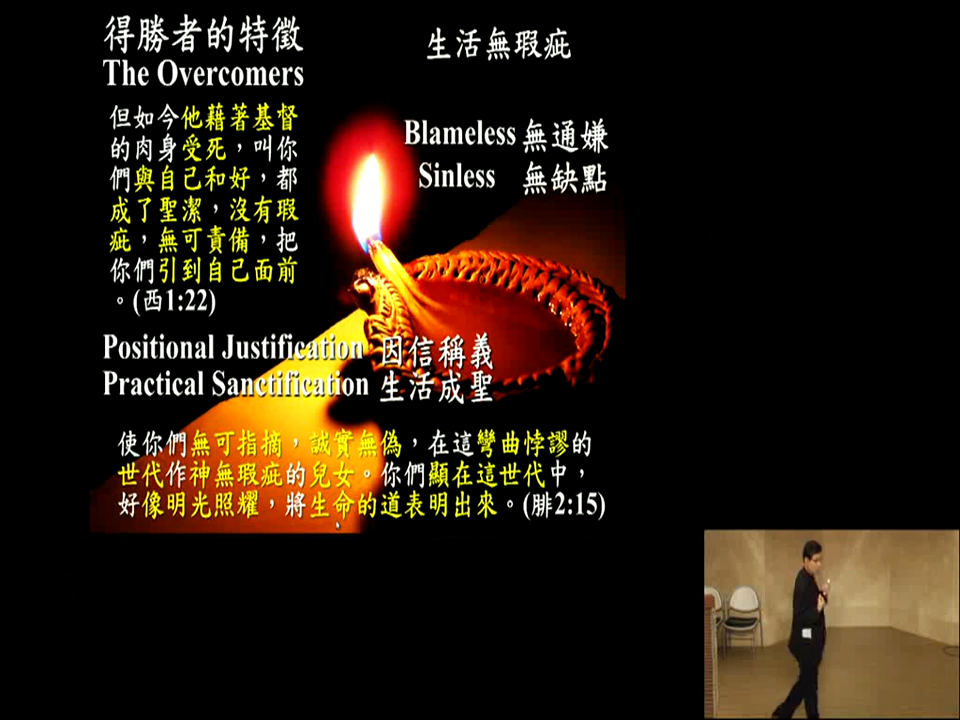 得勝者的特徵
The Overcomers
生活無瑕疵
但如今他藉著基督
的肉身受死，叫你
們與自己和好，都
成了聖潔，沒有瑕
疵，無可責備，把
你們引到自己面前
。(西1:22)
Blameless 無通嫌
Sinless 無缺點
Positional Justification 因信稱義
Practical Sanctification 生活成聖
使你們無可指摘，誠實無偽，在這彎曲悖謬的
世代作神無瑕疵的兒女。你們顯在這世代中，
好像明光照耀，將生命的道表明出來。(腓2:15)